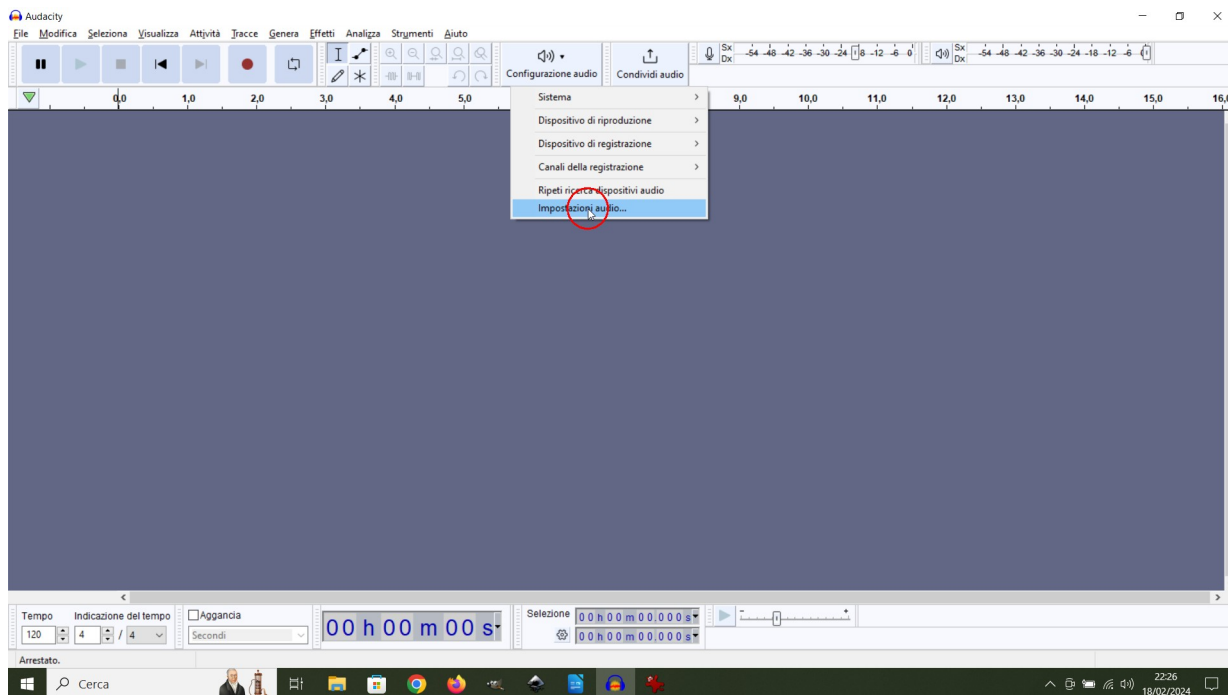 Audacity
File Modifica Seleziona Visualizza Attività Tracce Genera Effetti Analizza Strumenti Aiuto
Configurazione audio
Condividi audio
Sx
Dx
-54 -48 -42 -36 -30 -24 -18 -12 -6 0
Sx
Dx
-54 -48 -42 -36 -30 -24 -18 -12 -6 0
0,0 1,0 2,0 3,0 4,0 5,0 9,0 10,0 11,0 12,0 13,0 14,0 15,0 16,
Sistema
Dispositivo di riproduzione
Dispositivo di registrazione
Canali della registrazione
Ripeti ricerca dispositivi audio
Impostazioni audio...
Tempo Indicazione del tempo
120 4 / 4
Aggancia
Secondi
00 h 00 m 00 s
Selezione
00 h 00 m 00.000 s
00 h 00 m 00.000 s
Arrestato.
Cerca
22:26
18/02/2024